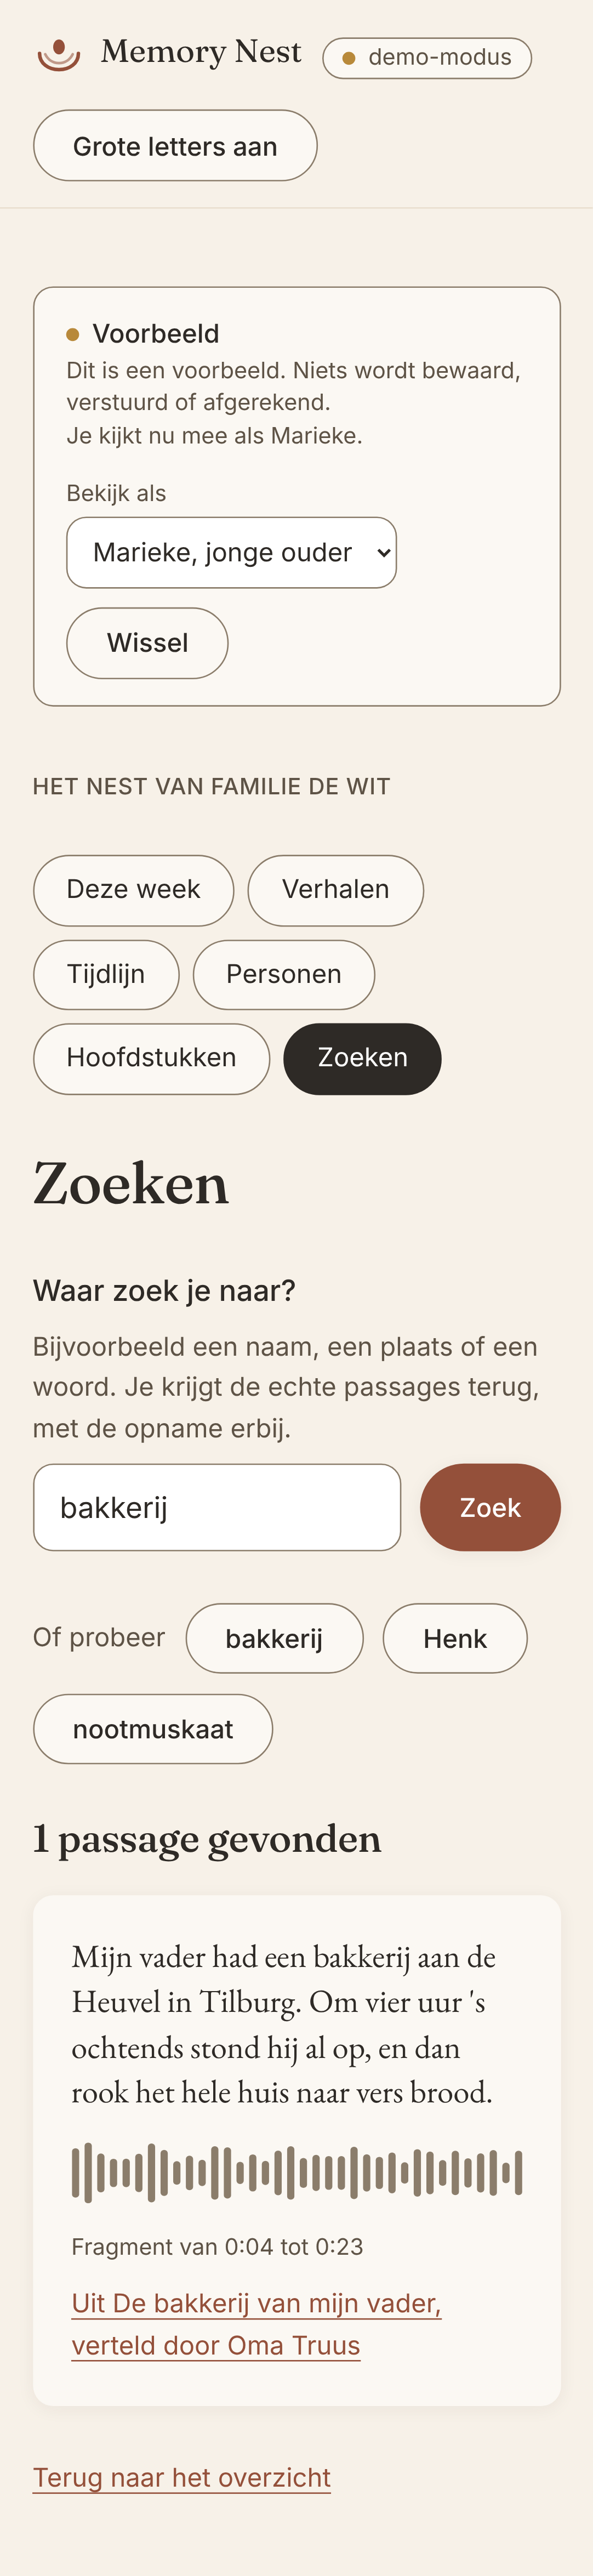 Memory Nest
demo-modus
Grote letters aan
Voorbeeld
Dit is een voorbeeld. Niets wordt bewaard,
verstuurd of afgerekend.
Je kijkt nu mee als Marieke.
Bekijk als
Marieke, jonge ouder
Wissel
HET NEST VAN FAMILIE DE WIT
Deze week
Verhalen
Tijdlijn
Personen
Hoofdstukken
Zoeken
Zoeken
Waar zoek je naar?
Bijvoorbeeld een naam, een plaats of een
woord. Je krijgt de echte passages terug,
met de opname erbij.
bakkerij
Zoek
Of probeer
bakkerij
Henk
nootmuskaat
1 passage gevonden
Mijn vader had een bakkerij aan de
Heuvel in Tilburg. Om vier uur 's
ochtends stond hij al op, en dan
rook het hele huis naar vers brood.
Fragment van 0:04 tot 0:23
Uit De bakkerij van mijn vader,
verteld door Oma Truus
Terug naar het overzicht